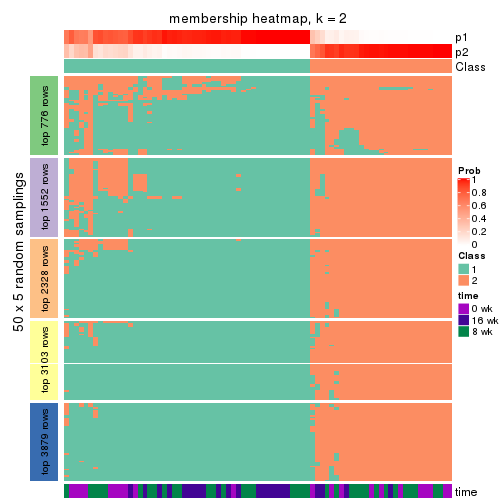 membership heatmap, k = 2
p1
p2
Class
50 x 5 random samplings
top 776 rows
top 1552 rows
top 2328 rows
top 3103 rows
top 3879 rows
Prob
1
0.8
0.6
0.4
0.2
0
Class
1
2
time
0 wk
16 wk
8 wk
time